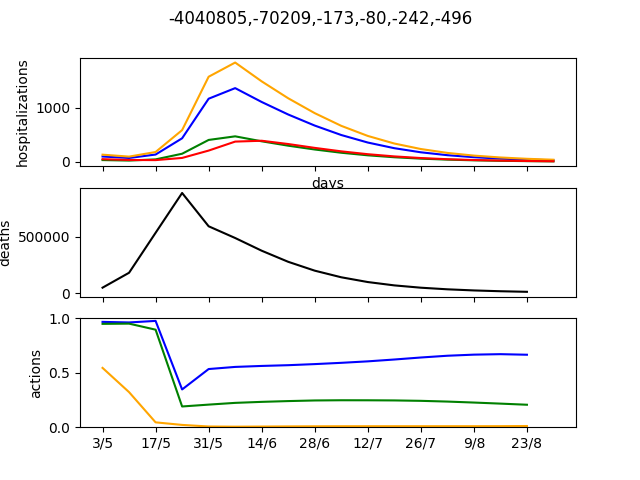 -4040805,-70209,-173,-80,-242,-496
hospitalizations
1000
0
days
deaths
500000
0
actions
1.0
0.5
0.0
3/5 17/5 31/5 14/6 28/6 12/7 26/7 9/8 23/8